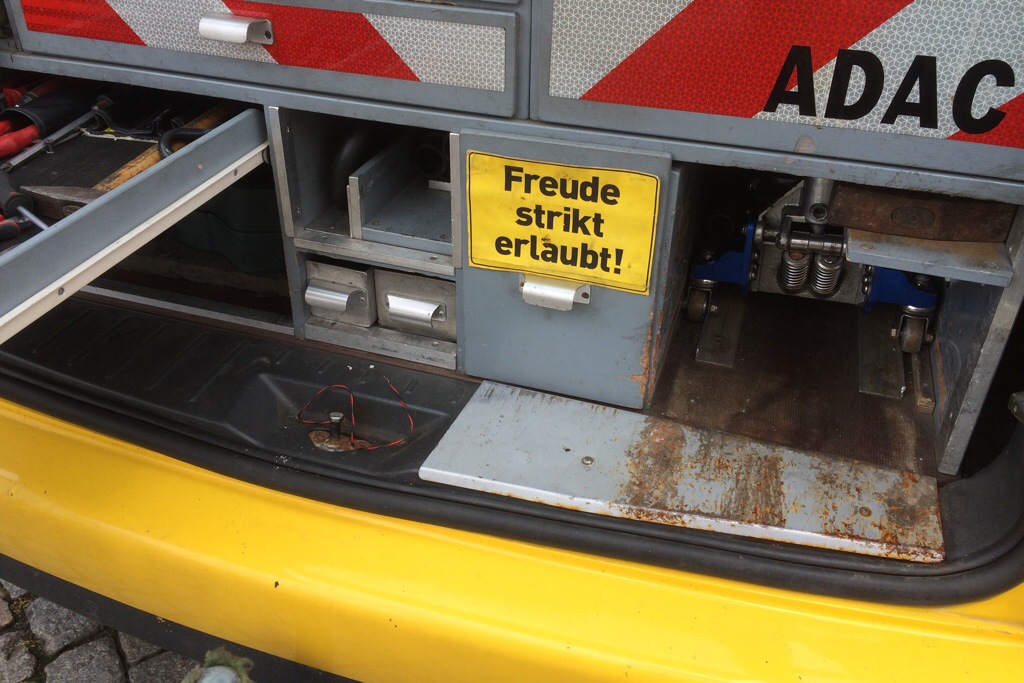 ADAC
Freude
strikt
erlaubt!